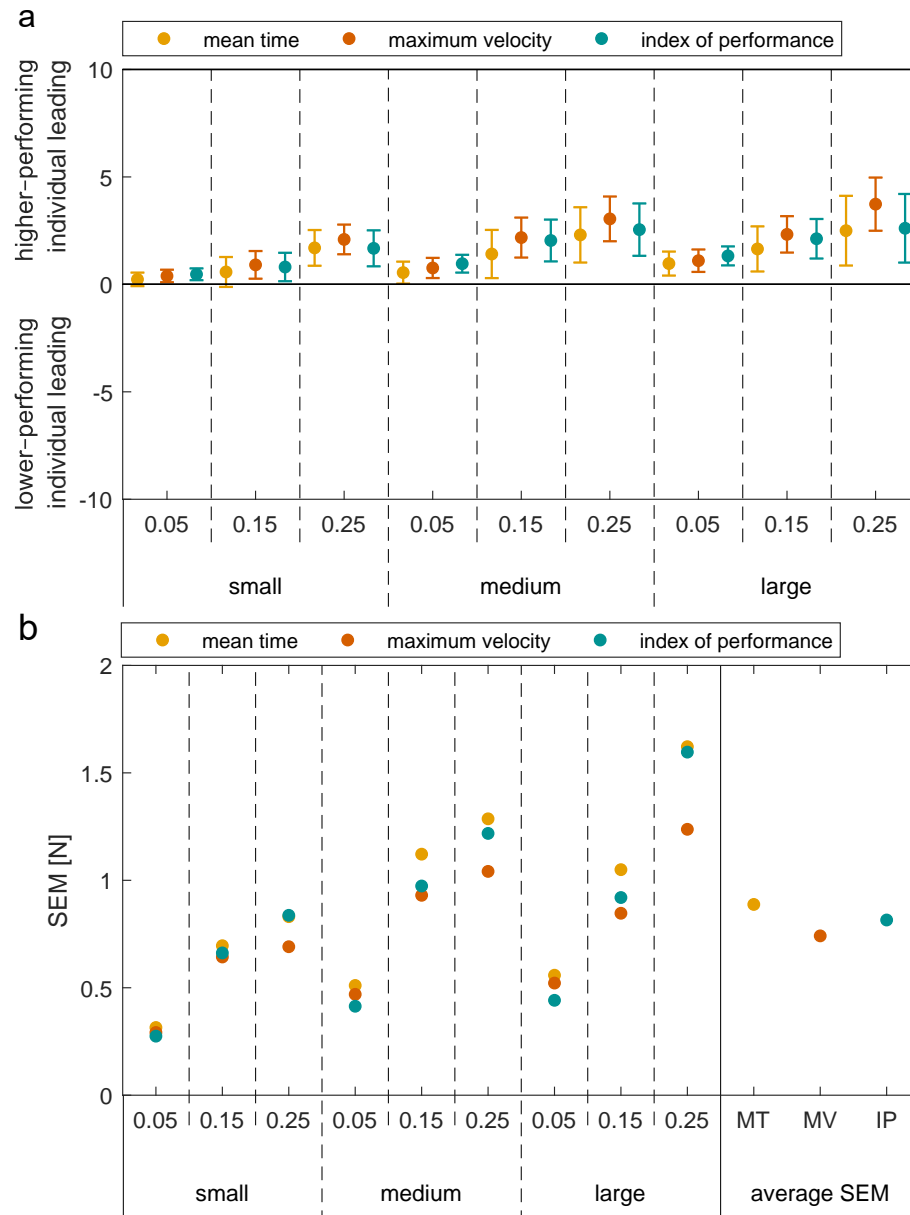 a
mean time maximum velocity index of performance
higher-performing
individual leading
lower-performing
individual leading
10
5
0
-5
-10
0.05 0.15 0.25 0.05 0.15 0.25 0.05 0.15 0.25
small medium large
b
mean time maximum velocity index of performance
SEM [N]
2
1.5
1
0.5
0
0.05 0.15 0.25 0.05 0.15 0.25 0.05 0.15 0.25 MT MV IP
small medium large average SEM